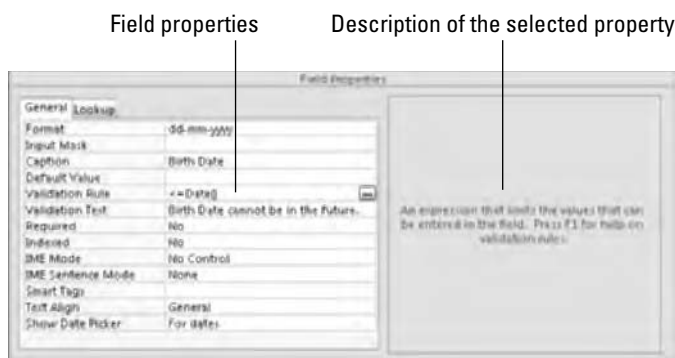 Field properties Description of the selected property
Field Properties
General Lookup
Format dd-mm-yyyy
Input Mask
Caption Birth Date
Default Value
Validation Rule <=Date() ...
Validation Text Birth Date cannot be in the future.
Required No
Indexed No
IME Mode No Control
IME Sentence Mode None
Smart Tags
Text Align General
Show Date Picker For dates
An expression that limits the values that can
be entered in the field. Press F1 for help on
validation rules.